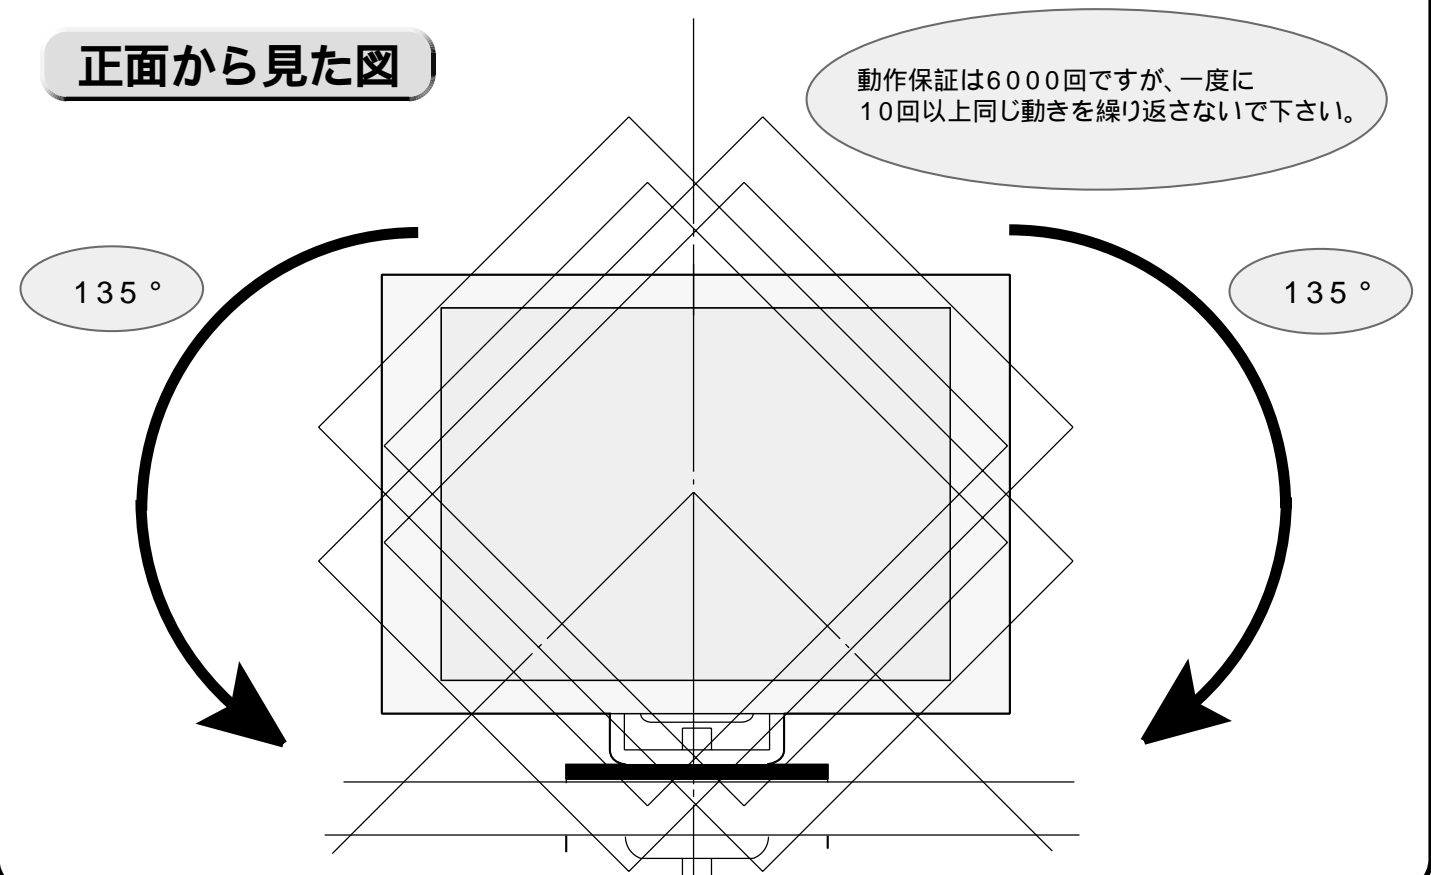 正面から見た図
動作保証は6000回ですが、一度に
10回以上同じ動きを繰り返さないで下さい。
135°
135°